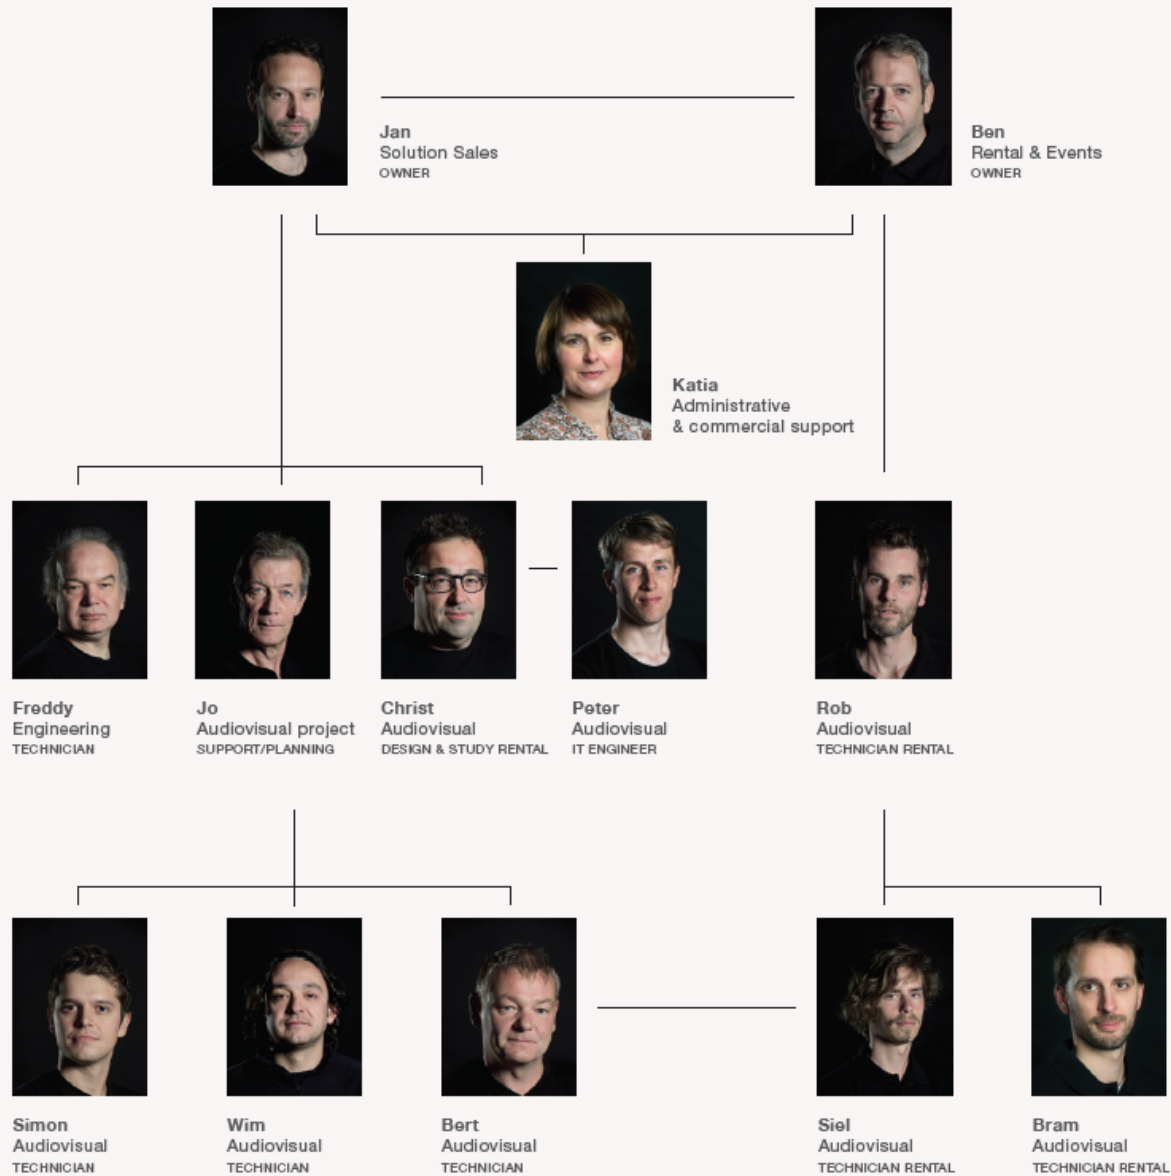 Jan
Solution Sales
OWNER
Ben
Rental & Events
OWNER
Katia
Administrative
& commercial support
Freddy
Engineering
TECHNICIAN
Jo
Audiovisual project
SUPPORT/PLANNING
Christ
Audiovisual
DESIGN & STUDY RENTAL
Peter
Audiovisual
IT ENGINEER
Rob
Audiovisual
TECHNICIAN RENTAL
Simon
Audiovisual
TECHNICIAN
Wim
Audiovisual
TECHNICIAN
Bert
Audiovisual
TECHNICIAN
Siel
Audiovisual
TECHNICIAN RENTAL
Bram
Audiovisual
TECHNICIAN RENTAL